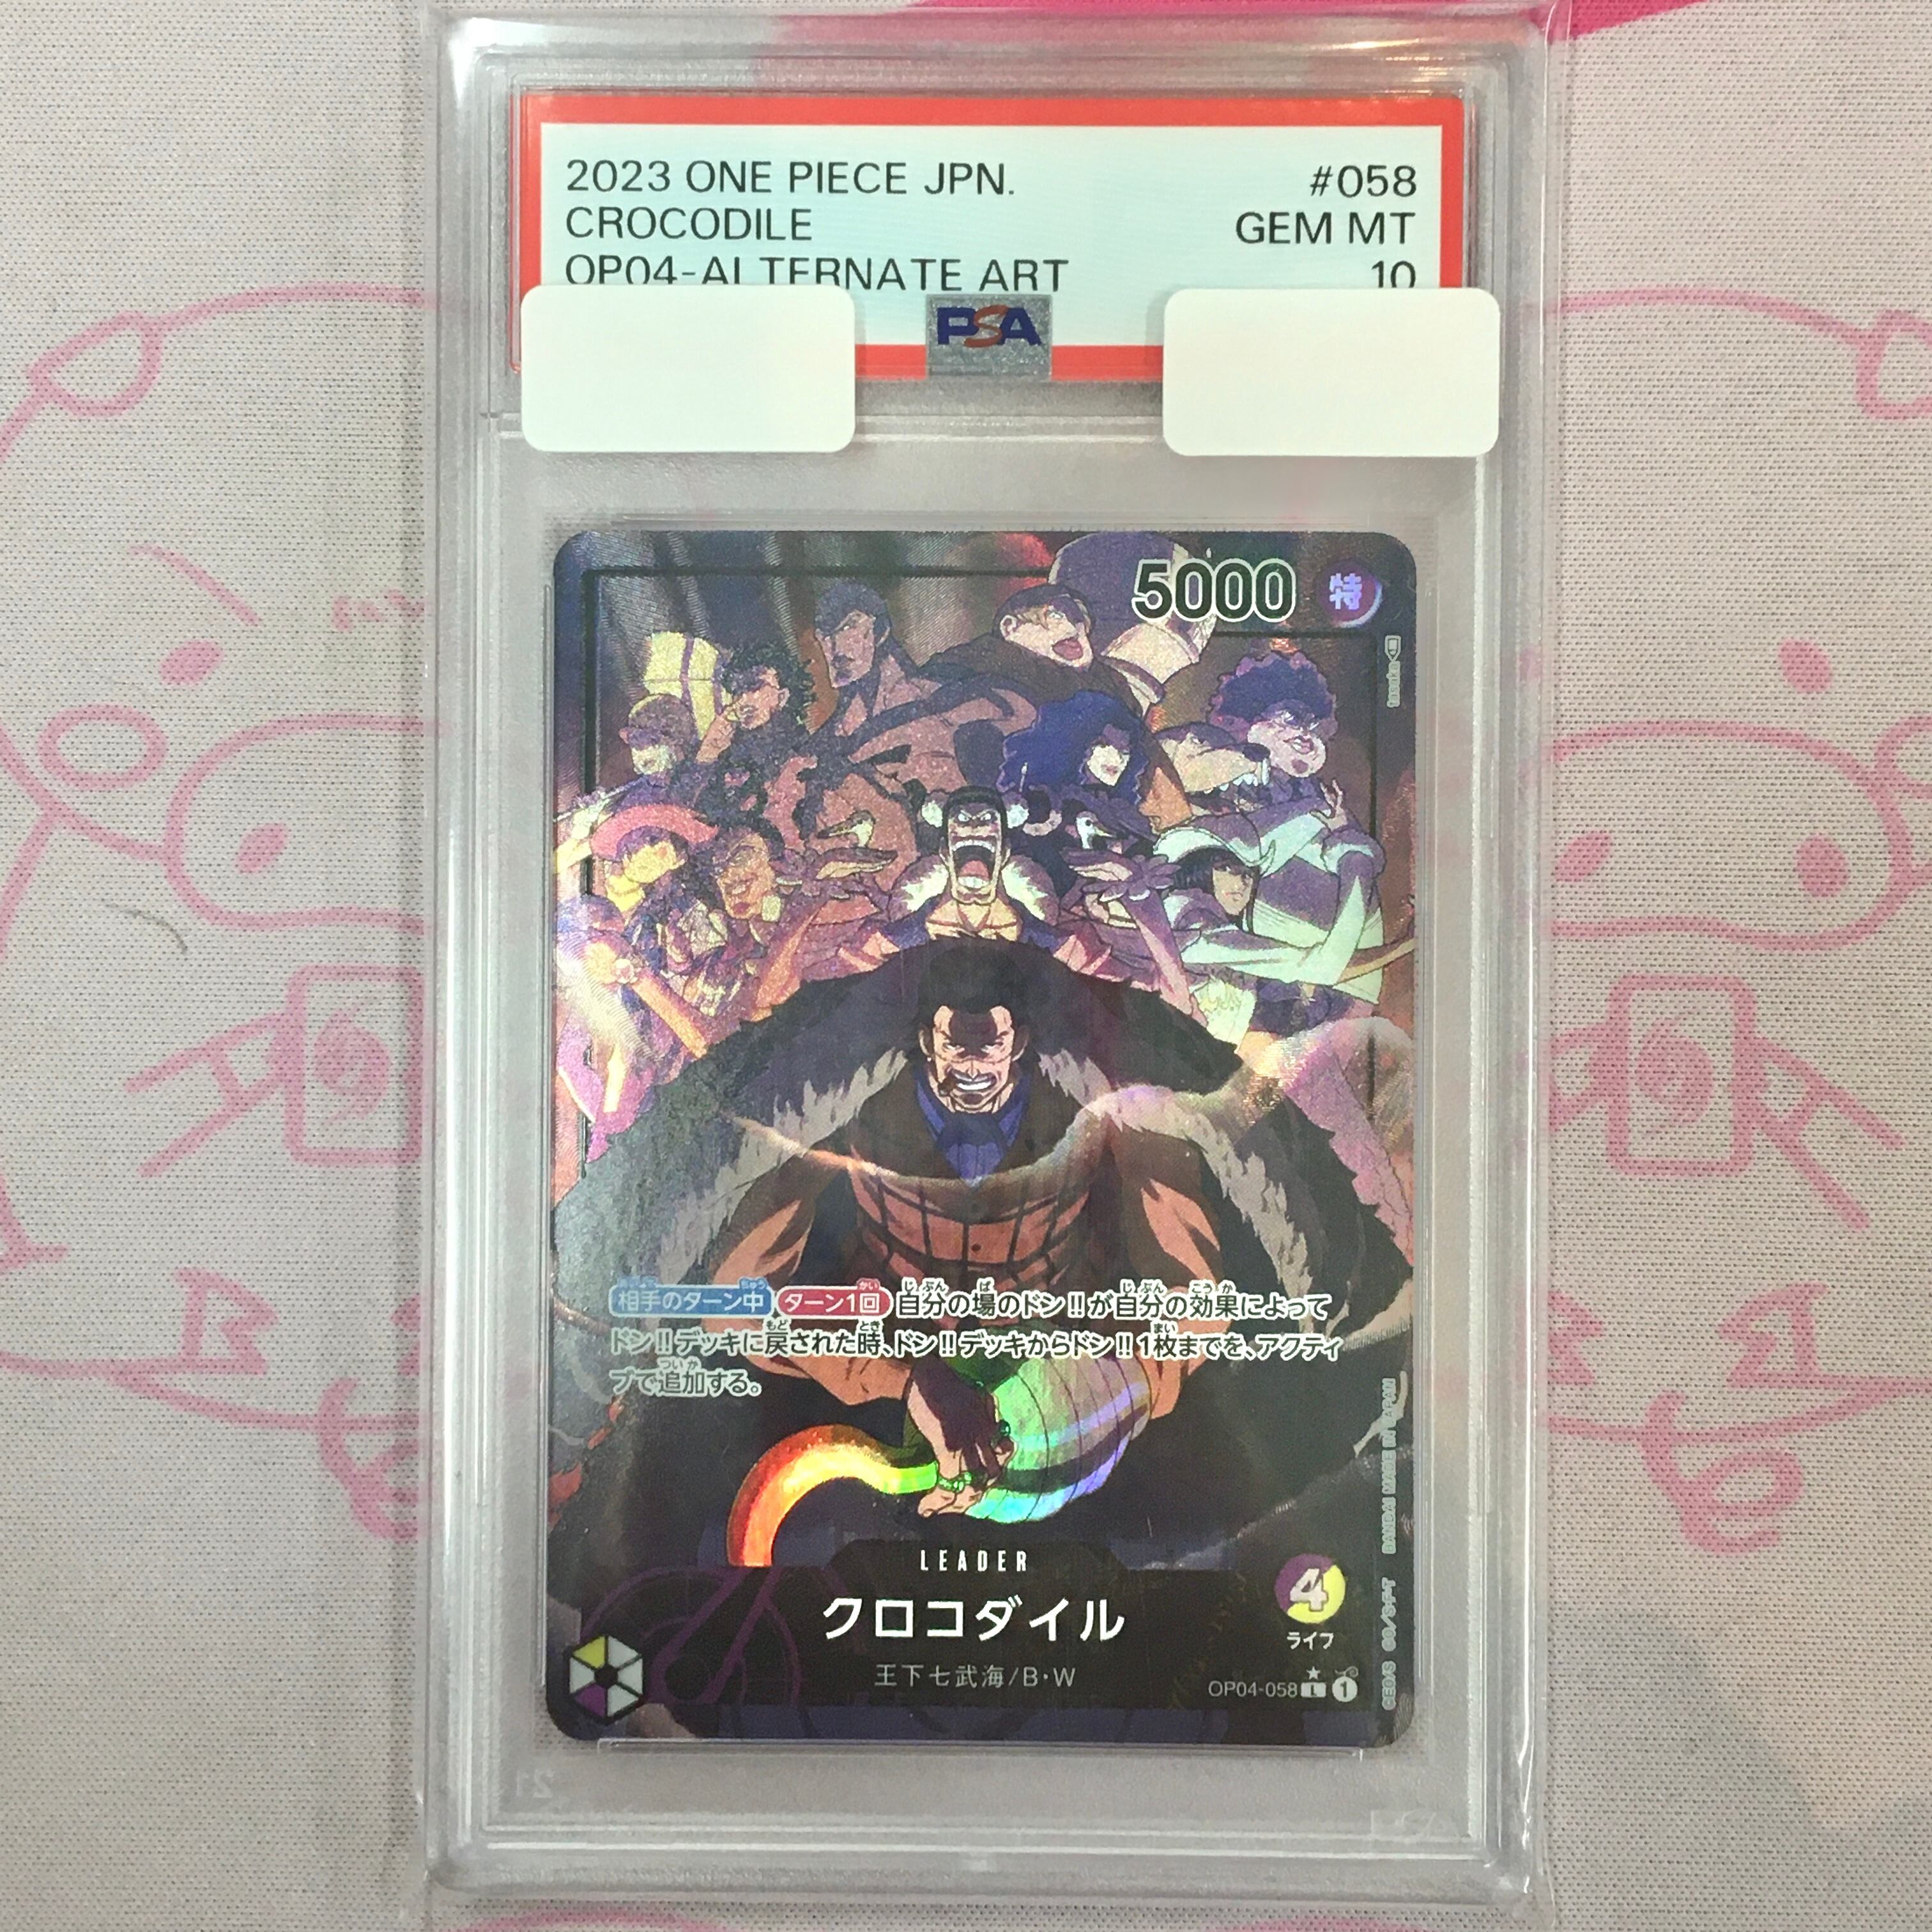 2023 ONE PIECE JPN. #058
CROCODILE GEM MT
OP04-ALTERNATE ART 10
PSA
5000 特
相手のターン中 ターン1回 自分の場のドン!!が自分の効果によって
ドン!!デッキに戻された時、ドン!!デッキからドン!!1枚までを、アクティ
ブで追加する。
LEADER
クロコダイル
4
ライフ
王下七武海/B・W
OP04-058 L 1
BANDAI MADE IN JAPAN